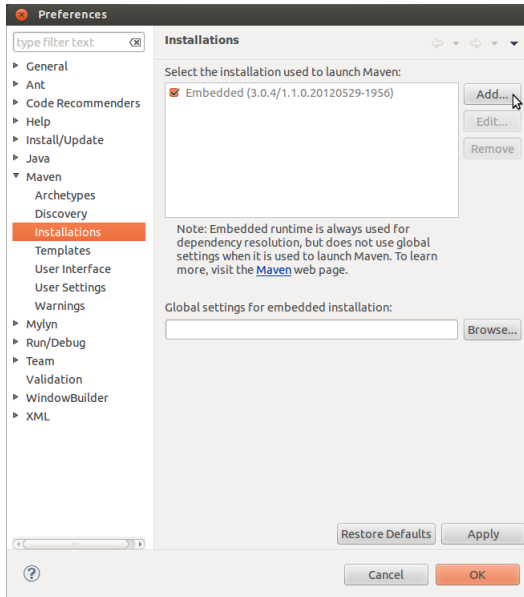 Preferences
type filter text
Installations
General
Ant
Code Recommenders
Help
Install/Update
Java
Maven
Archetypes
Discovery
Installations
Templates
User Interface
User Settings
Warnings
Mylyn
Run/Debug
Team
Validation
WindowBuilder
XML
Select the installation used to launch Maven:
Embedded (3.0.4/1.1.0.20120529-1956)
Add...
Edit...
Remove
Note: Embedded runtime is always used for
dependency resolution, but does not use global
settings when it is used to launch Maven. To learn
more, visit the Maven web page.
Global settings for embedded installation:
Browse...
Restore Defaults
Apply
?
Cancel
OK